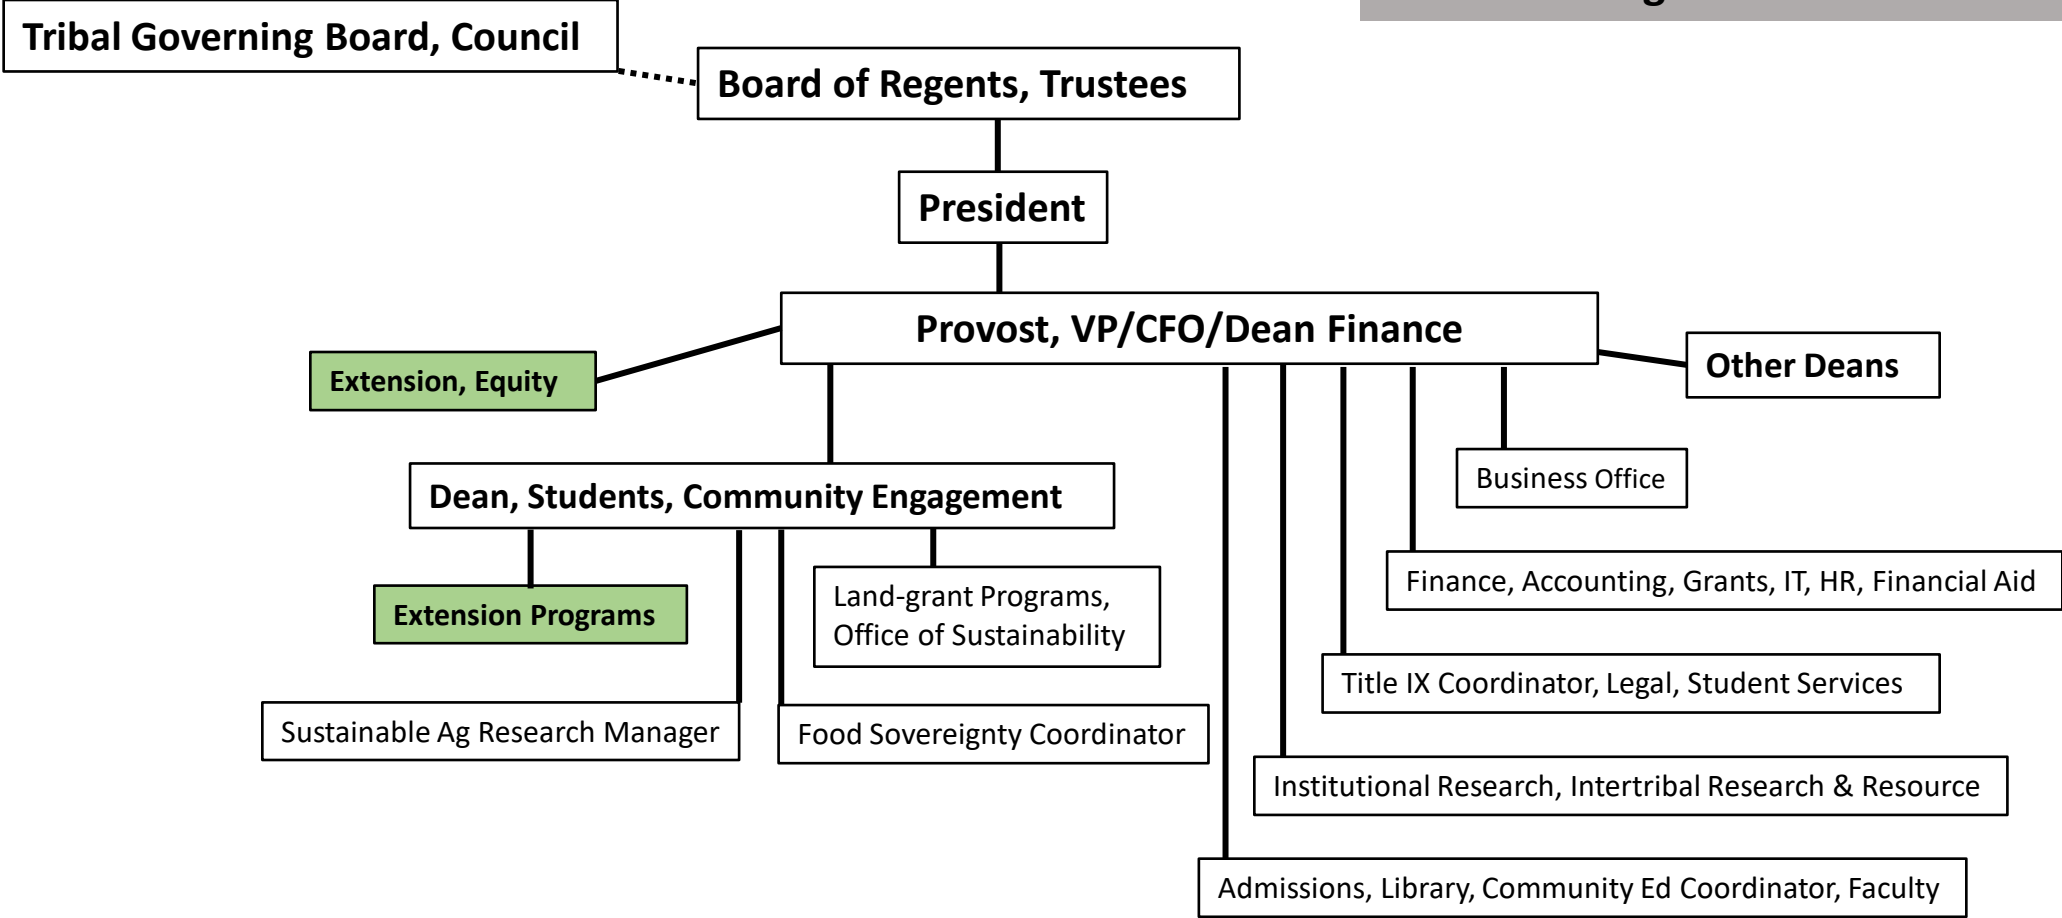 Tribal Governing Board, Council
Board of Regents, Trustees
President
Provost, VP/CFO/Dean Finance
Extension, Equity
Other Deans
Business Office
Dean, Students, Community Engagement
Finance, Accounting, Grants, IT, HR, Financial Aid
Extension Programs
Land-grant Programs,
Office of Sustainability
Title IX Coordinator, Legal, Student Services
Sustainable Ag Research Manager
Food Sovereignty Coordinator
Institutional Research, Intertribal Research & Resource
Admissions, Library, Community Ed Coordinator, Faculty